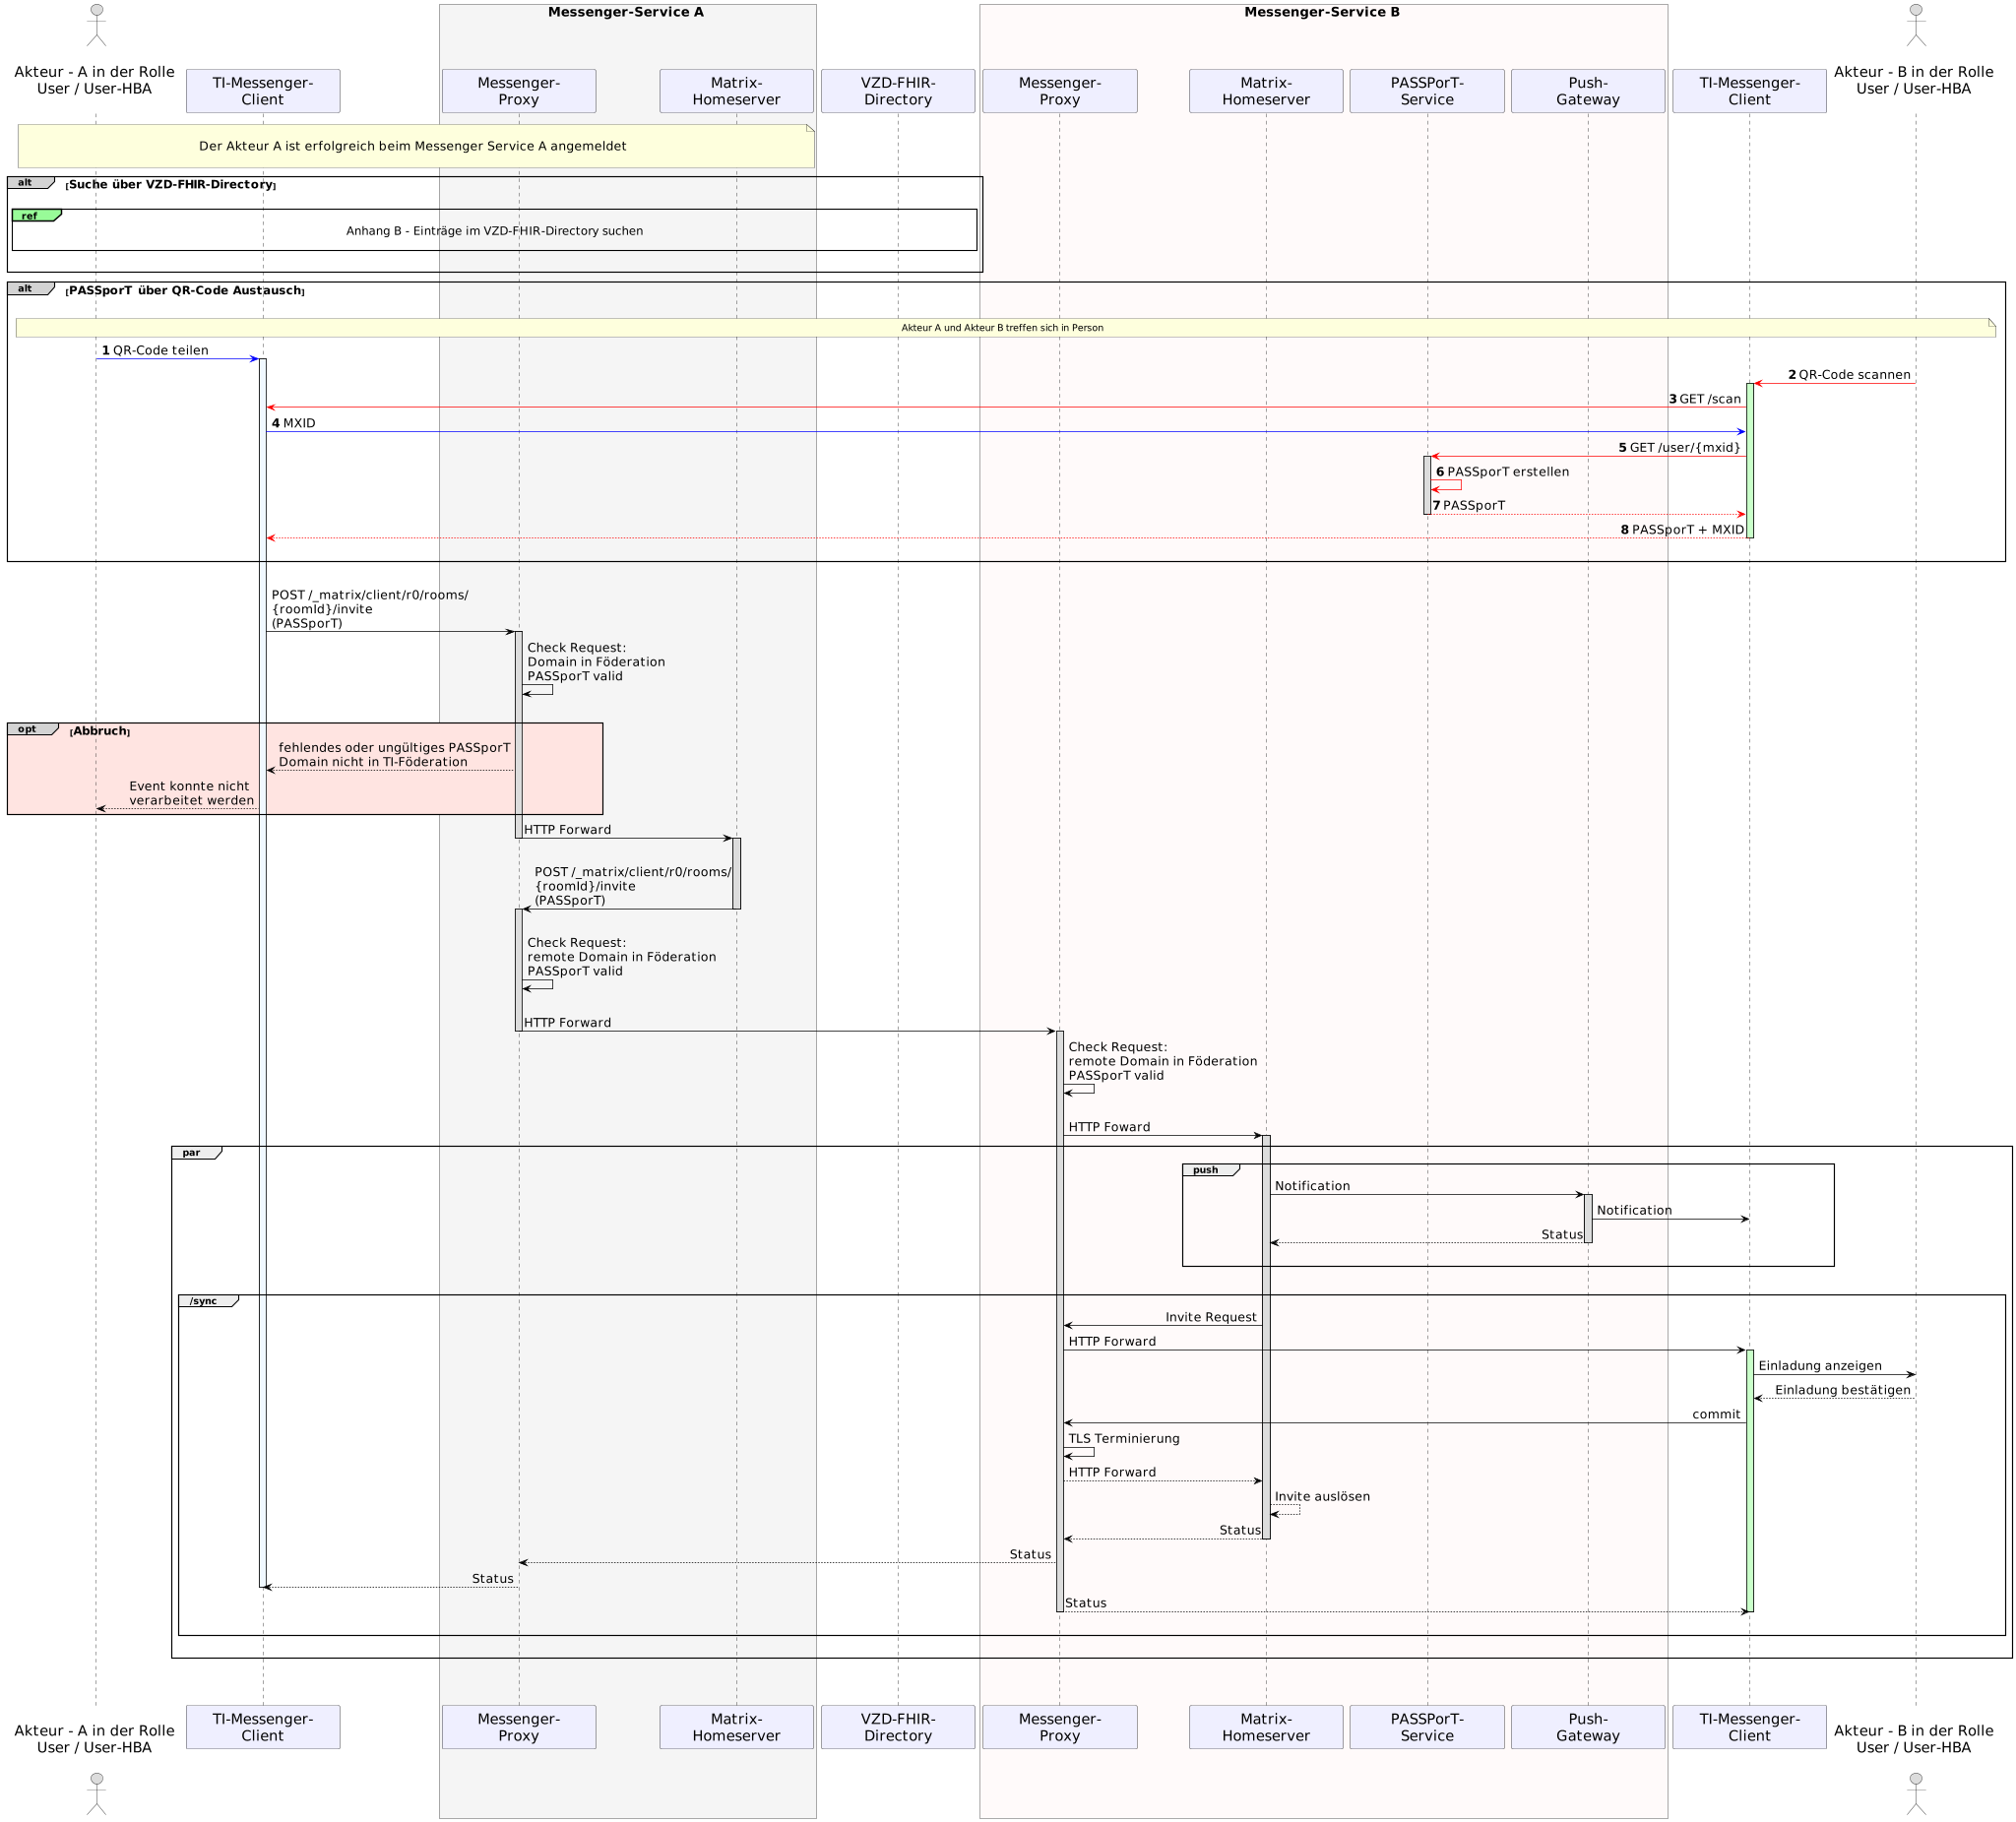 Messenger-Service A
Messenger-Service B
Akteur - A in der Rolle
User / User-HBA
TI-Messenger-
Client
Messenger-
Proxy
Matrix-
Homeserver
VZD-FHIR-
Directory
Messenger-
Proxy
Matrix-
Homeserver
PASSPorT-
Service
Push-
Gateway
TI-Messenger-
Client
Akteur - B in der Rolle
User / User-HBA
Der Akteur A ist erfolgreich beim Messenger Service A angemeldet
alt [Suche über VZD-FHIR-Directory]
ref
Anhang B - Einträge im VZD-FHIR-Directory suchen
alt [PASSporT über QR-Code Austausch]
Akteur A und Akteur B treffen sich in Person
1 QR-Code teilen
2 QR-Code scannen
3 GET /scan
4 MXID
5 GET /user/{mxid}
6 PASSporT erstellen
7 PASSporT
8 PASSporT + MXID
POST /_matrix/client/r0/rooms/
{roomId}/invite
(PASSporT)
Check Request:
Domain in Föderation
PASSporT valid
opt [Abbruch]
fehlendes oder ungültiges PASSporT
Domain nicht in TI-Föderation
Event konnte nicht
verarbeitet werden
HTTP Forward
POST /_matrix/client/r0/rooms/
{roomId}/invite
(PASSporT)
Check Request:
remote Domain in Föderation
PASSporT valid
HTTP Forward
Check Request:
remote Domain in Föderation
PASSporT valid
HTTP Foward
par
push
Notification
Notification
Status
/sync
Invite Request
HTTP Forward
Einladung anzeigen
Einladung bestätigen
commit
TLS Terminierung
HTTP Forward
Invite auslösen
Status
Status
Status
Status
Akteur - A in der Rolle
User / User-HBA
TI-Messenger-
Client
Messenger-
Proxy
Matrix-
Homeserver
VZD-FHIR-
Directory
Messenger-
Proxy
Matrix-
Homeserver
PASSPorT-
Service
Push-
Gateway
TI-Messenger-
Client
Akteur - B in der Rolle
User / User-HBA